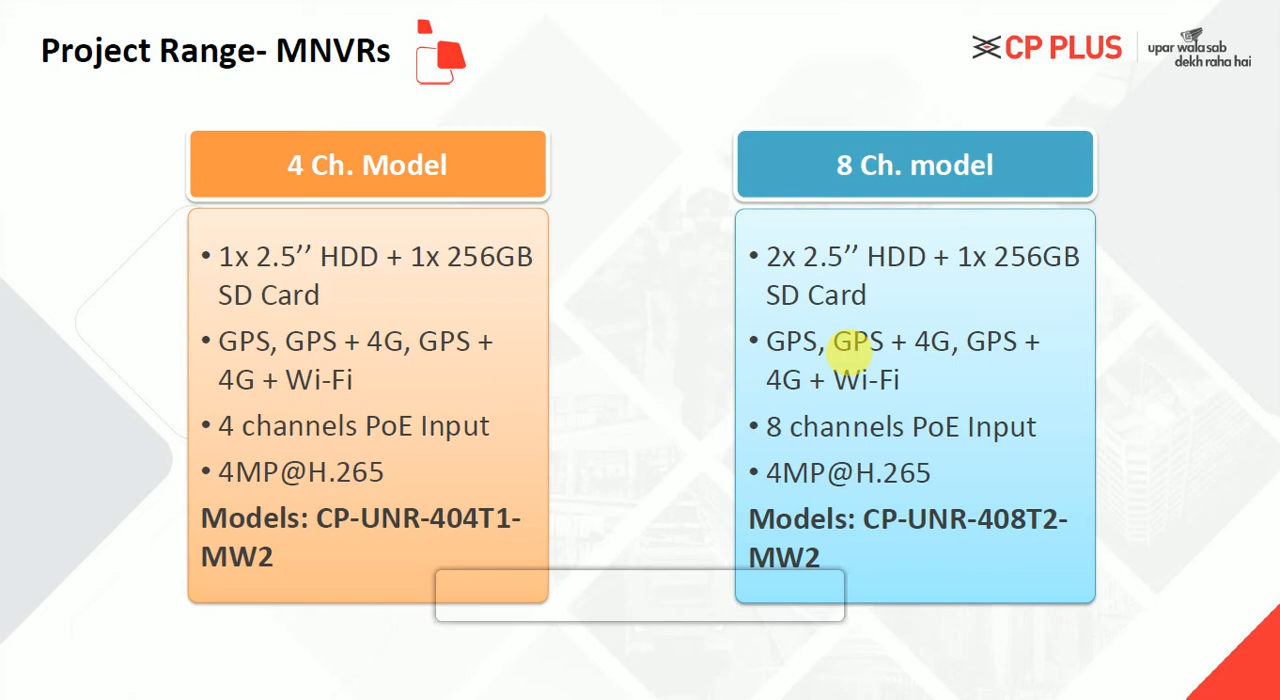 Project Range- MNVRs
CP PLUS
upar wala sab
dekh raha hai
4 Ch. Model
• 1x 2.5’’ HDD + 1x 256GB
SD Card
• GPS, GPS + 4G, GPS +
4G + Wi-Fi
• 4 channels PoE Input
• 4MP@H.265
Models: CP-UNR-404T1-
MW2
8 Ch. model
• 2x 2.5’’ HDD + 1x 256GB
SD Card
• GPS, GPS + 4G, GPS +
4G + Wi-Fi
• 8 channels PoE Input
• 4MP@H.265
Models: CP-UNR-408T2-
MW2